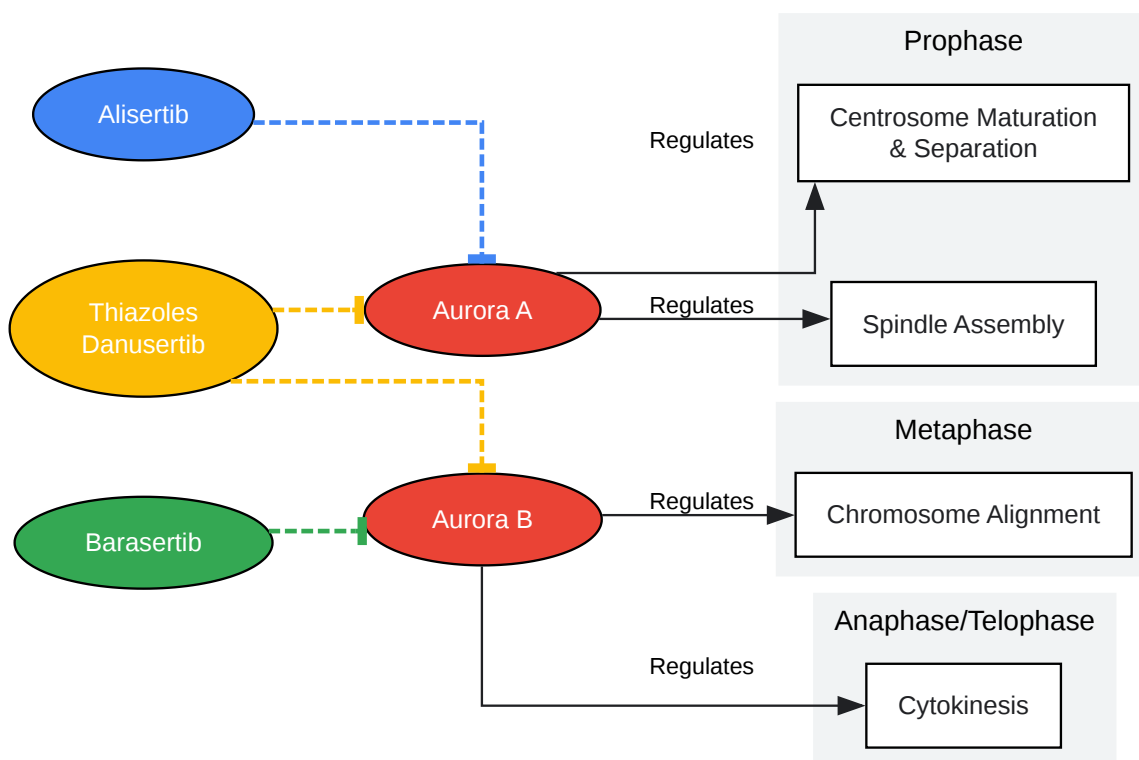 Prophase
Alisertib
Centrosome Maturation
& Separation
Regulates
Thiazoles
Danusertib
Aurora A
Regulates
Spindle Assembly
Metaphase
Barasertib
Aurora B
Regulates
Chromosome Alignment
Anaphase/Telophase
Regulates
Cytokinesis